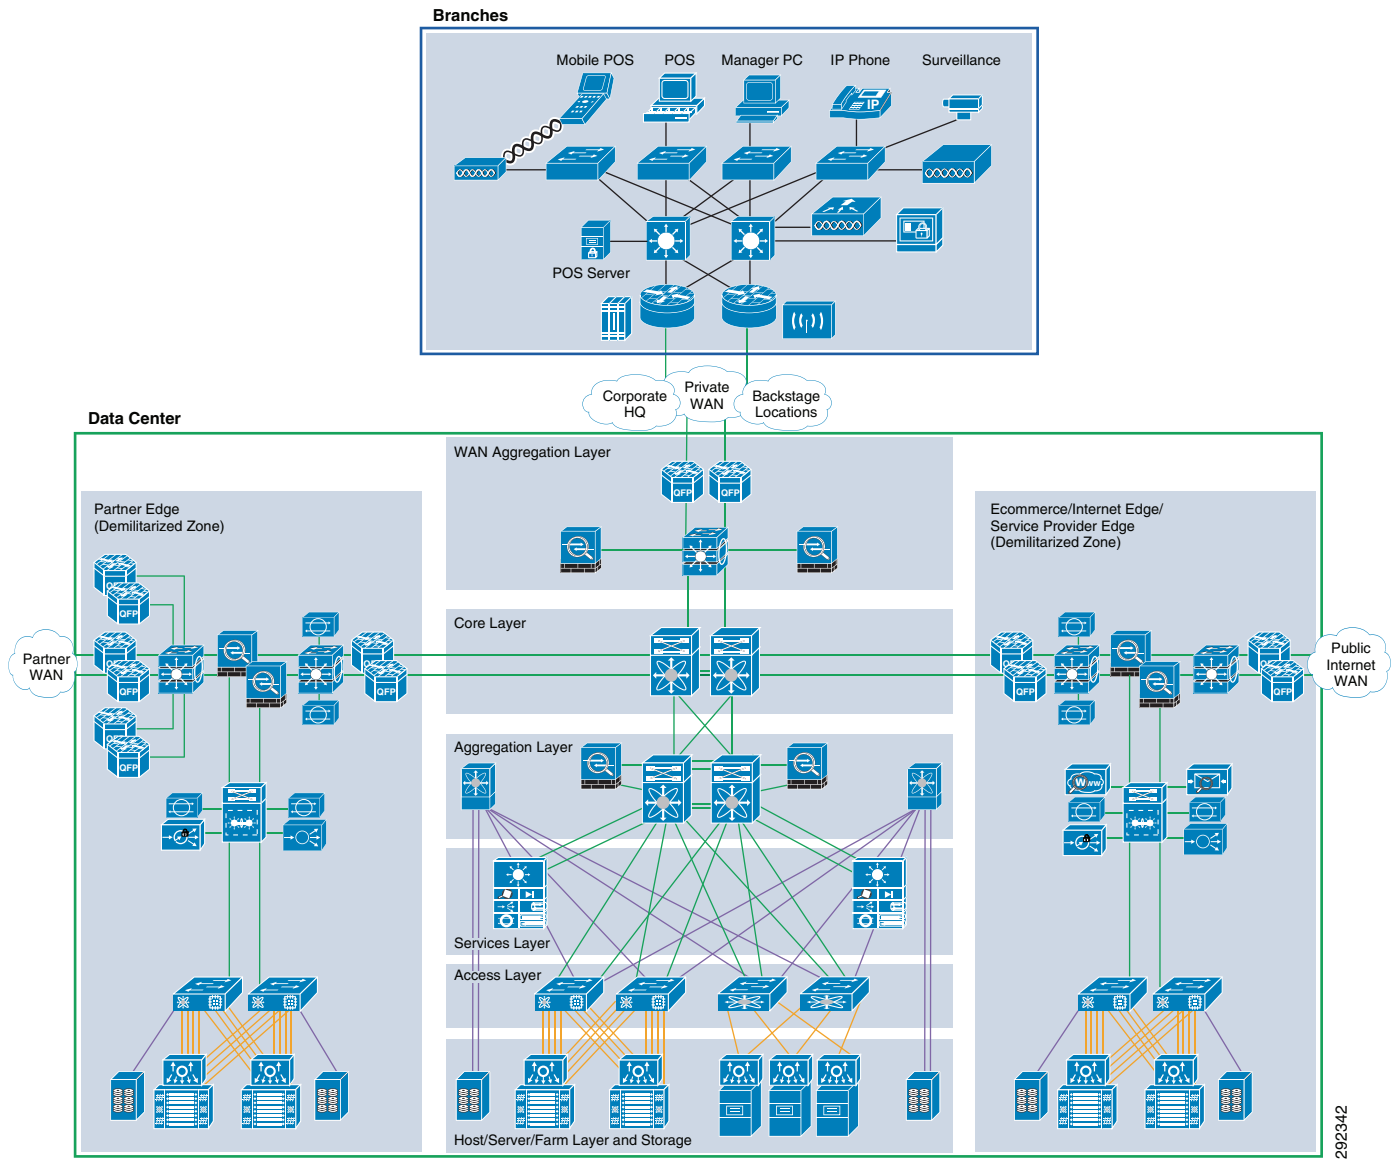 Branches
Mobile POS
POS
Manager PC
IP Phone
Surveillance
IP
POS Server
Corporate
HQ
Private
WAN
Backstage
Locations
Data Center
WAN Aggregation Layer
QFP
QFP
Partner Edge
(Demilitarized Zone)
Ecommerce/Internet Edge/
Service Provider Edge
(Demilitarized Zone)
QFP
Core Layer
Partner
WAN
QFP
QFP
QFP
QFP
Public
Internet
WAN
QFP
Aggregation Layer
Www
Services Layer
Access Layer
Host/Server/Farm Layer and Storage
292342